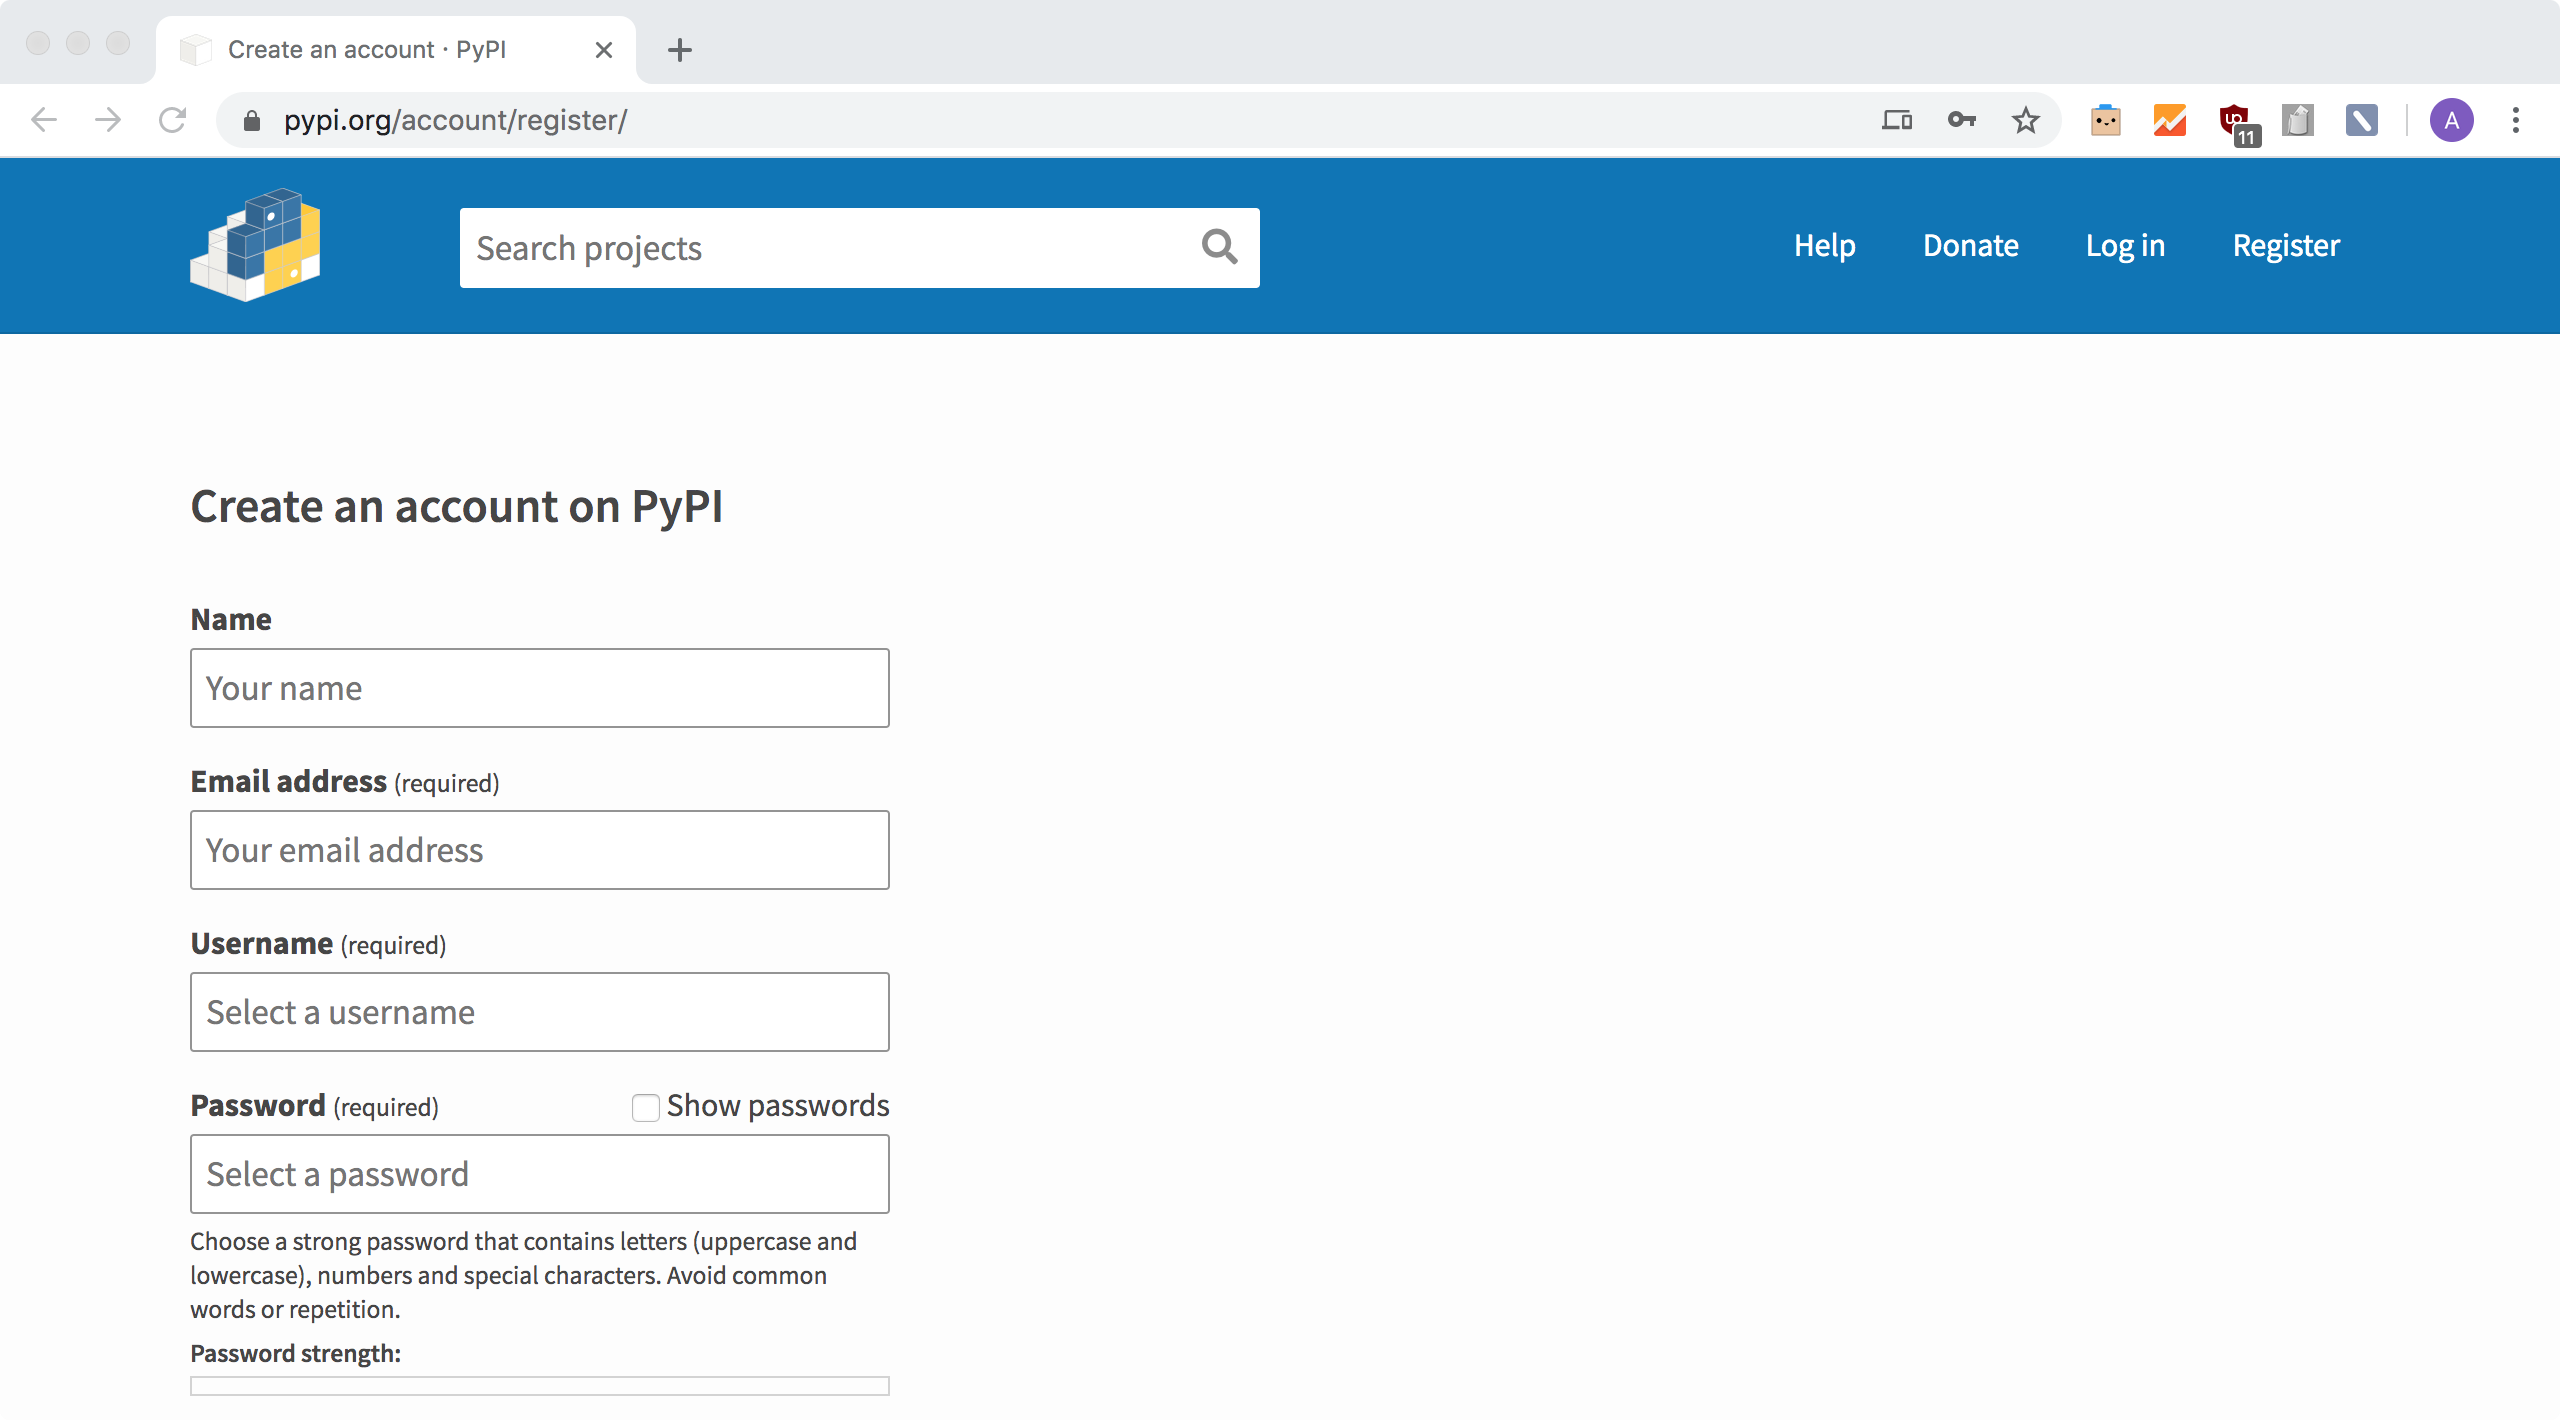 Create an account · PyPI
pypi.org/account/register/
11
A
Search projects
Help
Donate
Log in
Register
Create an account on PyPI
Name
Your name
Email address (required)
Your email address
Username (required)
Select a username
Password (required)
Show passwords
Select a password
Choose a strong password that contains letters (uppercase and
lowercase), numbers and special characters. Avoid common
words or repetition.
Password strength: